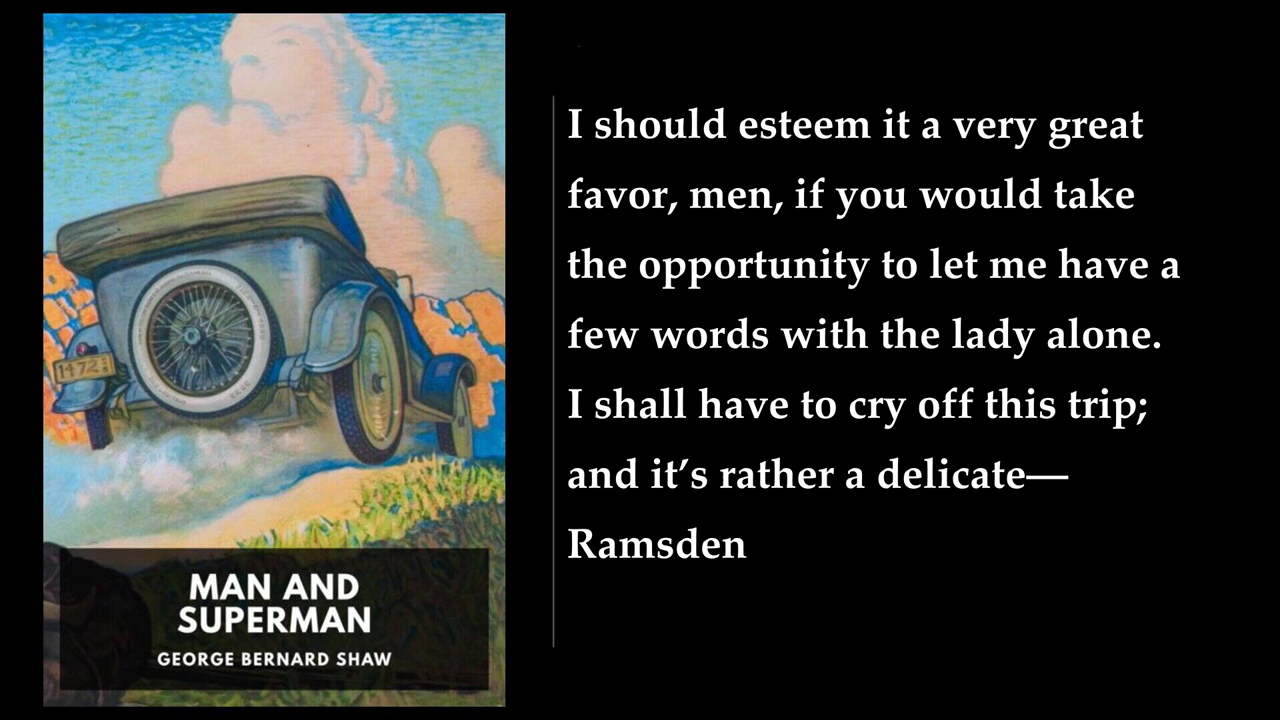 1472
MAN AND
SUPERMAN
GEORGE BERNARD SHAW
I should esteem it a very great
favor, men, if you would take
the opportunity to let me have a
few words with the lady alone.
I shall have to cry off this trip;
and it’s rather a delicate—
Ramsden